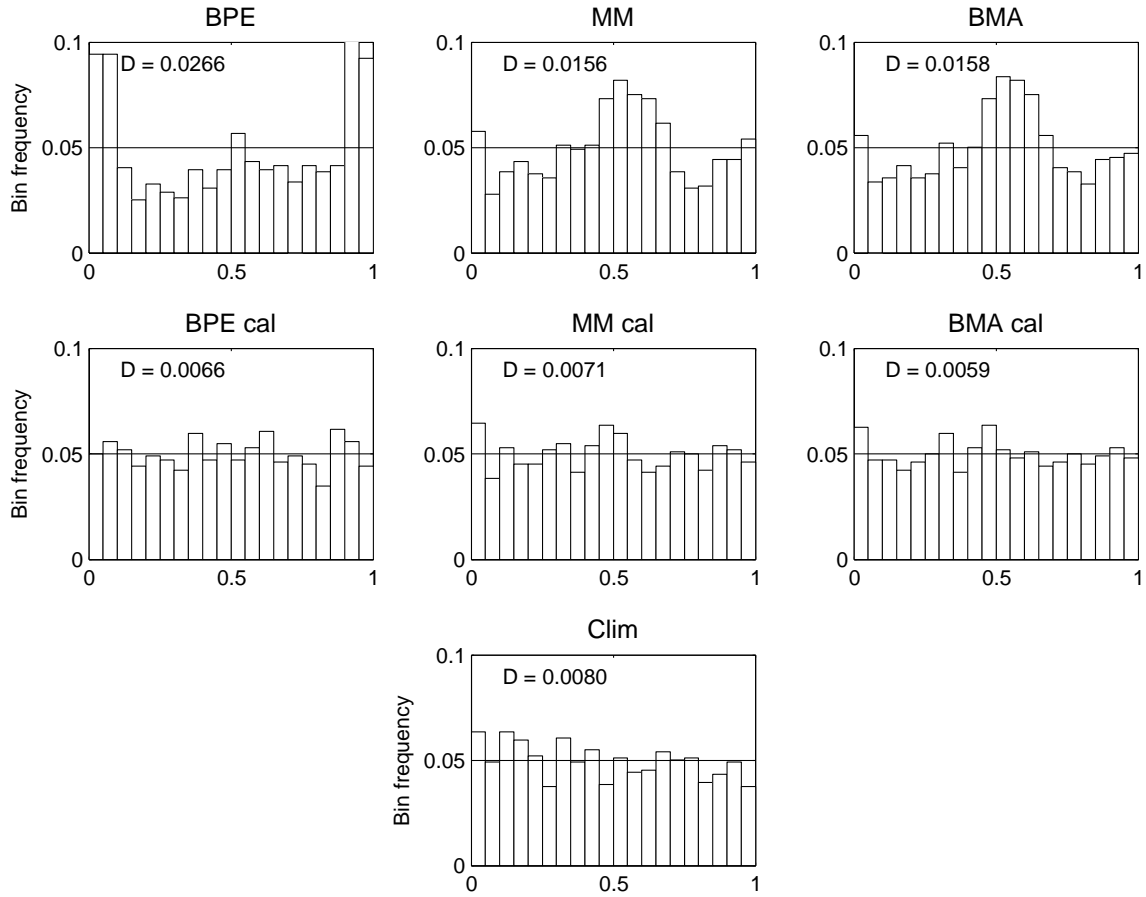 BPE
MM
BMA
0.1
D = 0.0266
0.1
D = 0.0156
0.1
D = 0.0158
Bin frequency
0.05
0.05
0.05
0
0
0
0
0.5
1
0
0.5
1
0
0.5
1
BPE cal
MM cal
BMA cal
0.1
D = 0.0066
0.1
D = 0.0071
0.1
D = 0.0059
Bin frequency
0.05
0.05
0.05
0
0
0
0
0.5
1
0
0.5
1
0
0.5
1
Clim
0.1
D = 0.0080
Bin frequency
0.05
0
0
0.5
1